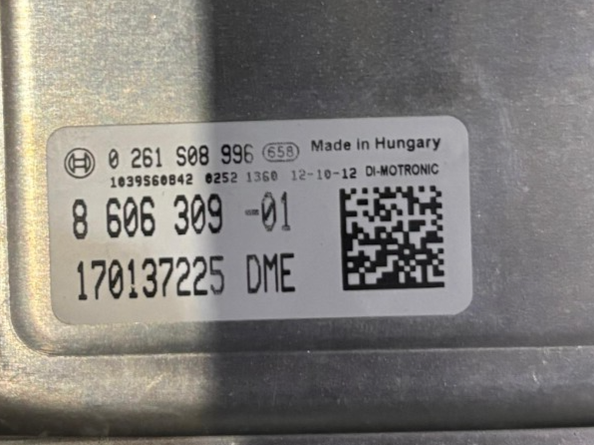 0 261 S08 996 658 Made in Hungary
1039S60842 0252 1360 12-10-12 DI-MOTRONIC
8 606 309 -01
170137225 DME